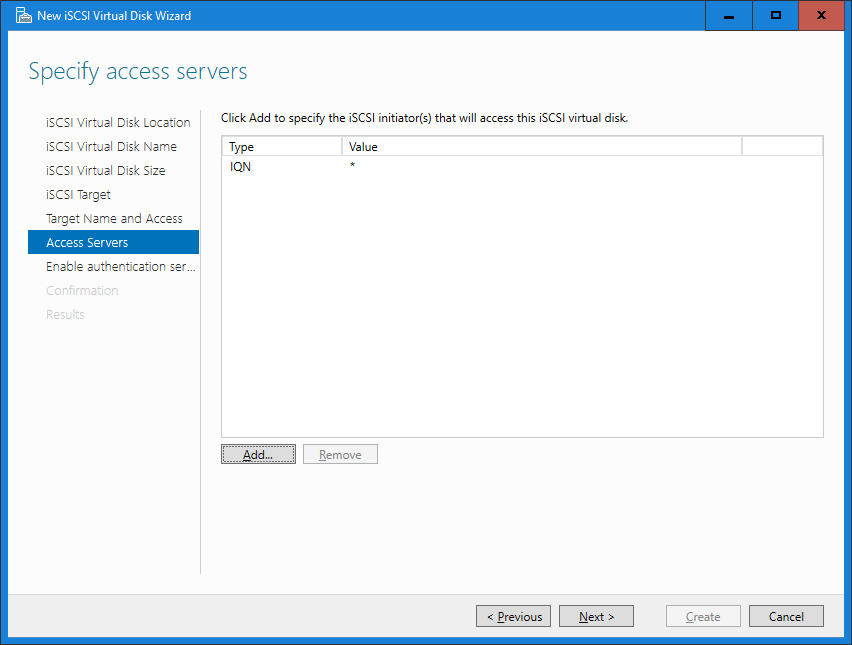 New iSCSI Virtual Disk Wizard
Specify access servers
iSCSI Virtual Disk Location
iSCSI Virtual Disk Name
iSCSI Virtual Disk Size
iSCSI Target
Target Name and Access
Access Servers
Enable authentication ser...
Confirmation
Results
Click Add to specify the iSCSI initiator(s) that will access this iSCSI virtual disk.
Type Value
IQN *
Add... Remove
< Previous Next > Create Cancel